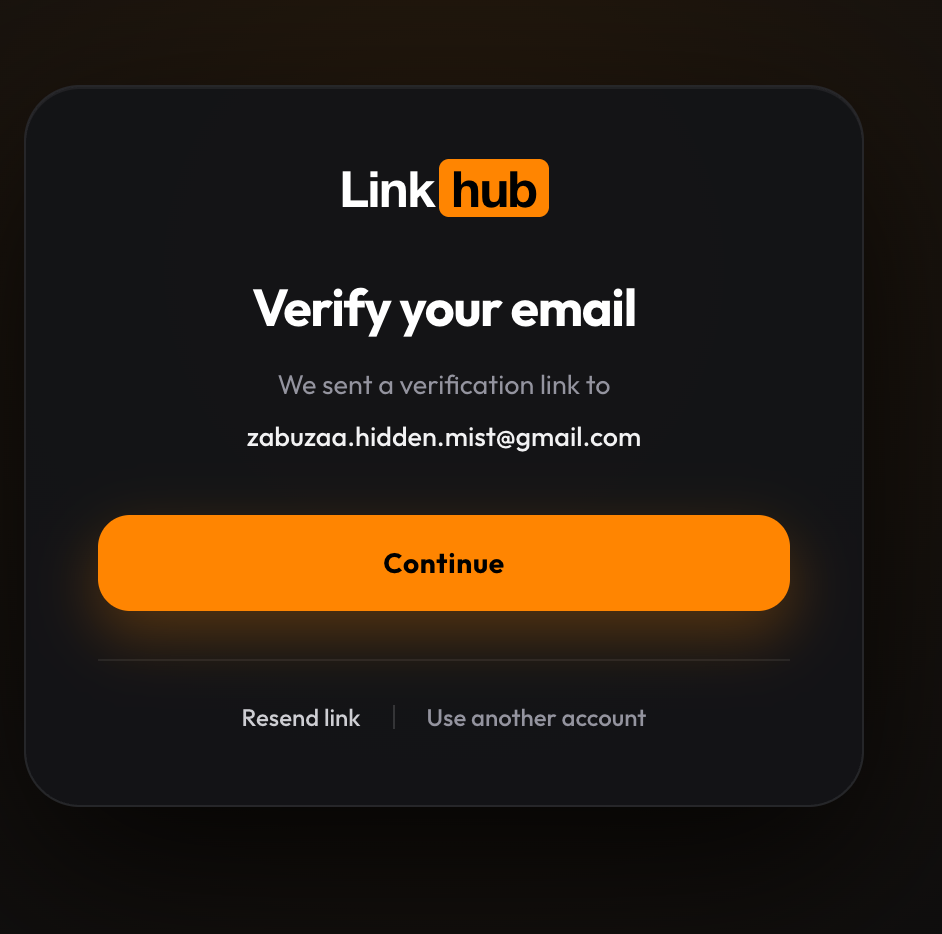 Link hub
Verify your email
We sent a verification link to
zabuzaa.hidden.mist@gmail.com
Continue
Resend link | Use another account